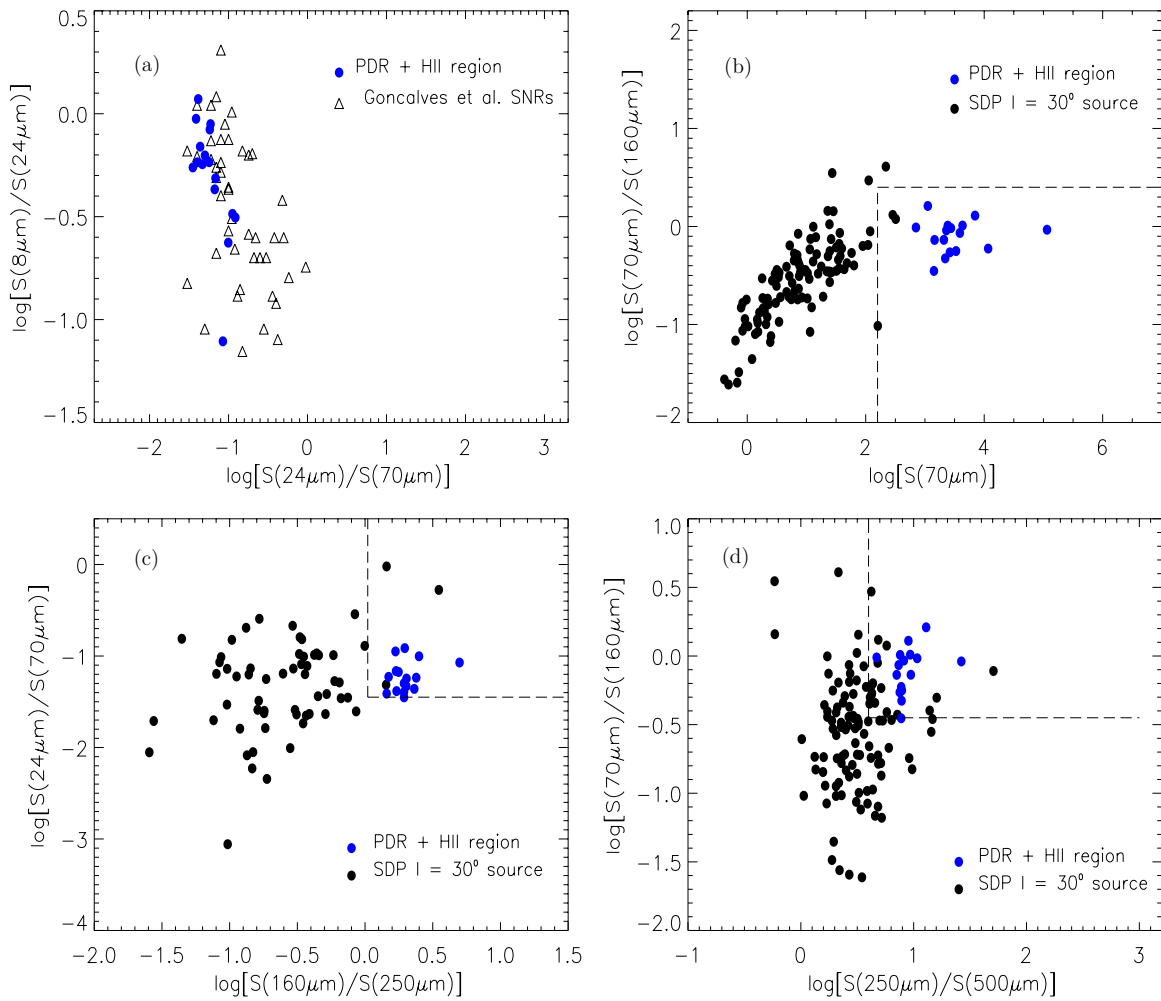 0.5
0.0
−0.5
−1.0
−1.5
log[S(8μm)/S(24μm)]
(a)
PDR + HII region
Goncalves et al. SNRs
−2 −1 0 1 2 3
log[S(24μm)/S(70μm)]
2
1
0
−1
−2
log[S(70μm)/S(160μm)]
(b)
PDR + HII region
SDP l = 30⁰ source
0 2 4 6
log[S(70μm)]
0
−1
−2
−3
−4
log[S(24μm)/S(70μm)]
(c)
PDR + HII region
SDP l = 30⁰ source
−2.0 −1.5 −1.0 −0.5 0.0 0.5 1.0 1.5
log[S(160μm)/S(250μm)]
1.0
0.5
0.0
−0.5
−1.0
−1.5
−2.0
log[S(70μm)/S(160μm)]
(d)
PDR + HII region
SDP l = 30⁰ source
−1 0 1 2 3
log[S(250μm)/S(500μm)]